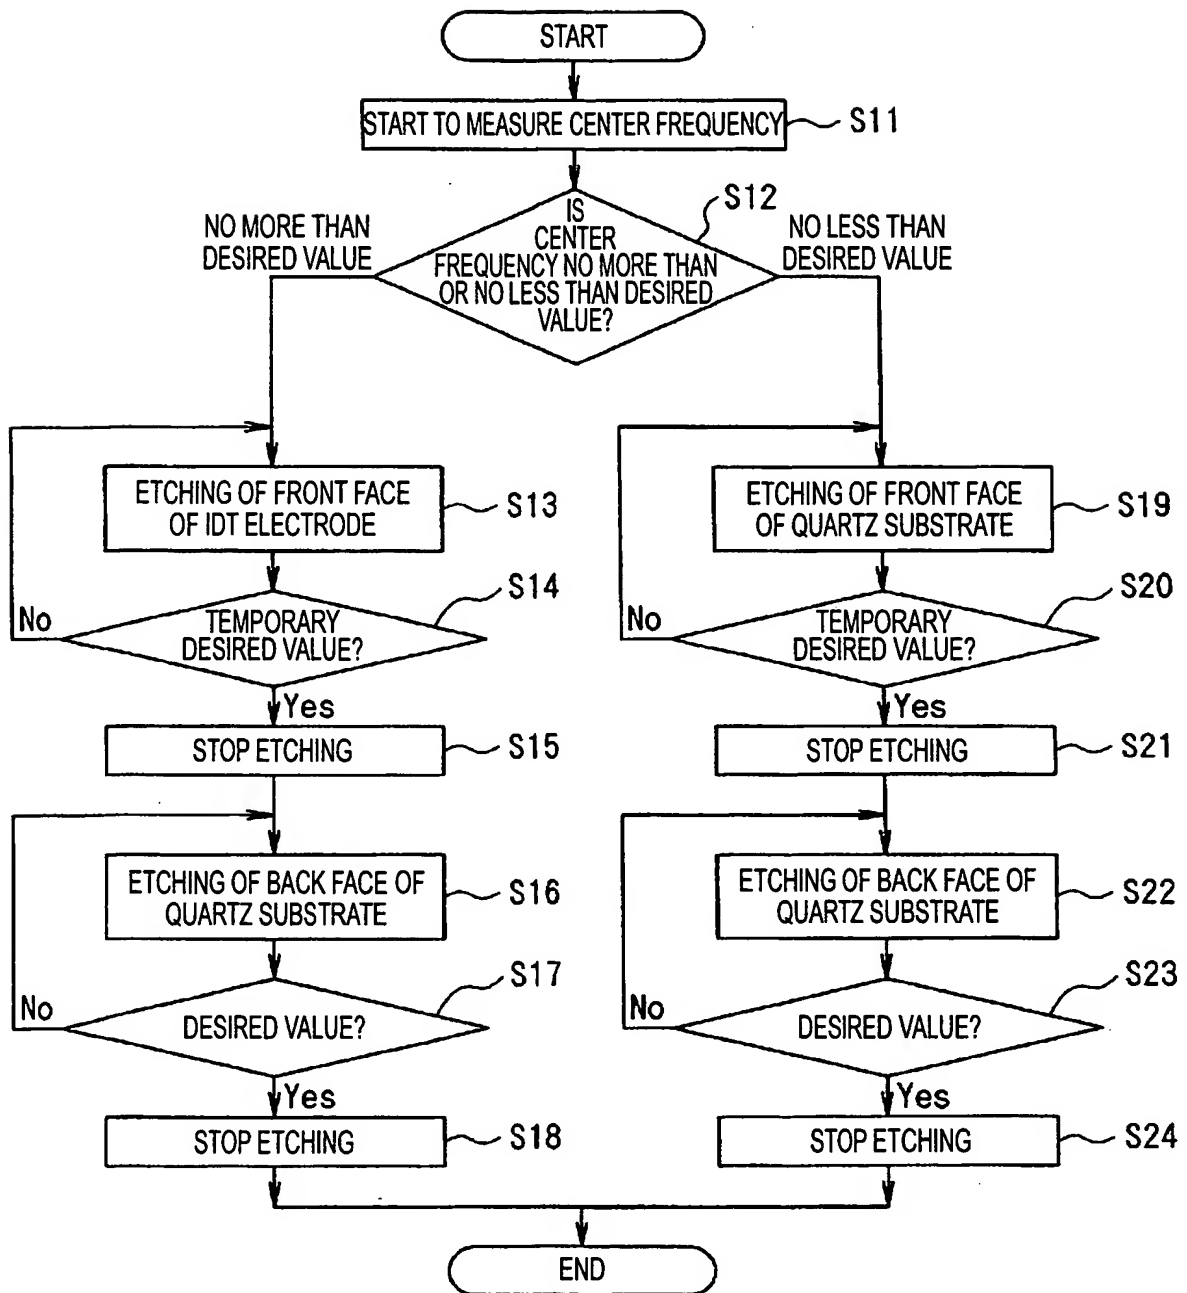 START
START TO MEASURE CENTER FREQUENCY
S11
S12
IS
CENTER
FREQUENCY NO MORE THAN
OR NO LESS THAN DESIRED
VALUE?
NO MORE THAN
DESIRED VALUE
NO LESS THAN
DESIRED VALUE
ETCHING OF FRONT FACE
OF IDT ELECTRODE
S13
TEMPORARY
DESIRED VALUE?
S14
No
Yes
STOP ETCHING
S15
ETCHING OF BACK FACE OF
QUARTZ SUBSTRATE
S16
DESIRED VALUE?
S17
No
Yes
STOP ETCHING
S18
ETCHING OF FRONT FACE
OF QUARTZ SUBSTRATE
S19
TEMPORARY
DESIRED VALUE?
S20
No
Yes
STOP ETCHING
S21
ETCHING OF BACK FACE OF
QUARTZ SUBSTRATE
S22
DESIRED VALUE?
S23
No
Yes
STOP ETCHING
S24
END